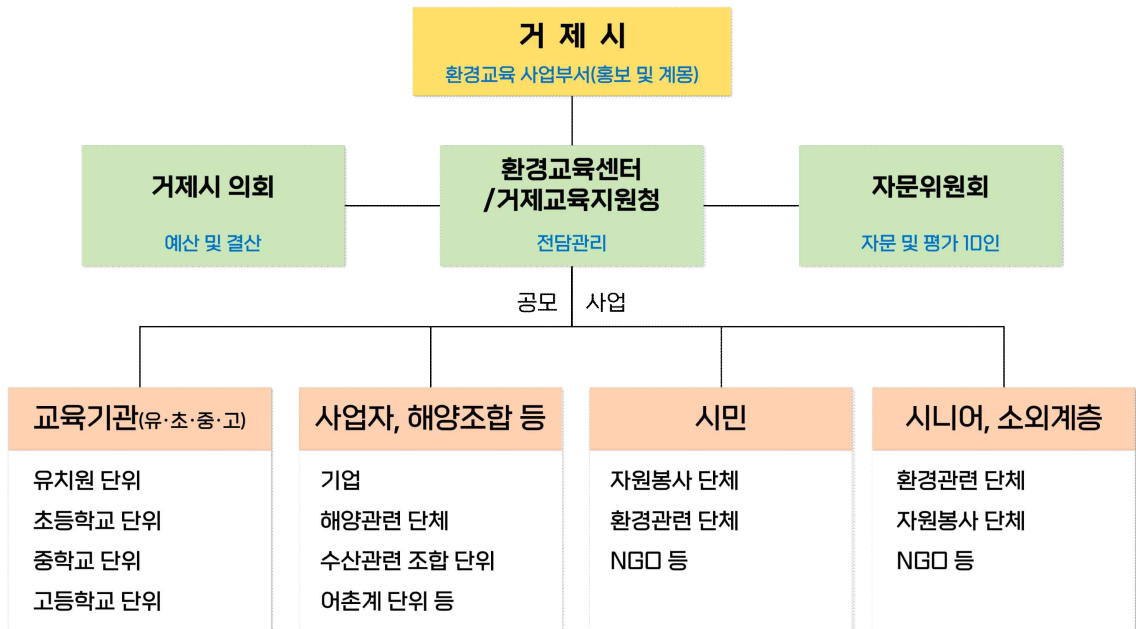 거 제 시
환경교육 사업부서(홍보 및 계몽)
거제시 의회
예산 및 결산
환경교육센터
/거제교육지원청
전담관리
자문위원회
자문 및 평가 10인
공모 사업
교육기관(유·초·중·고)
유치원 단위
초등학교 단위
중학교 단위
고등학교 단위
사업자, 해양조합 등
기업
해양관련 단체
수산관련 조합 단위
어촌계 단위 등
시민
자원봉사 단체
환경관련 단체
NGO 등
시니어, 소외계층
환경관련 단체
자원봉사 단체
NGO 등